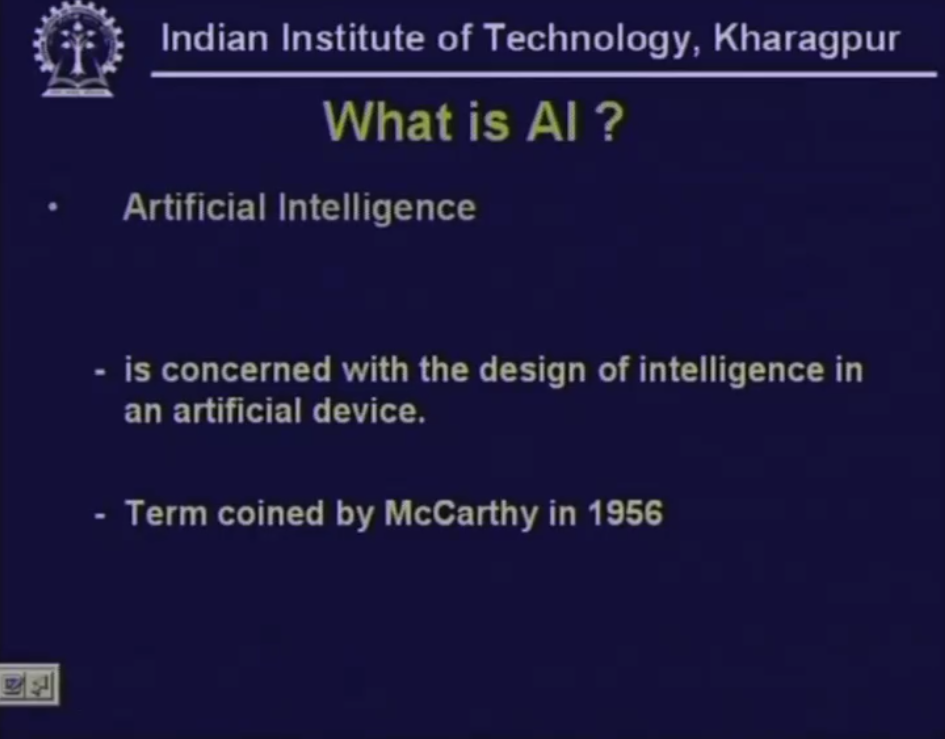 Indian Institute of Technology, Kharagpur
What is AI ?
• Artificial Intelligence
- is concerned with the design of intelligence in
an artificial device.
- Term coined by McCarthy in 1956